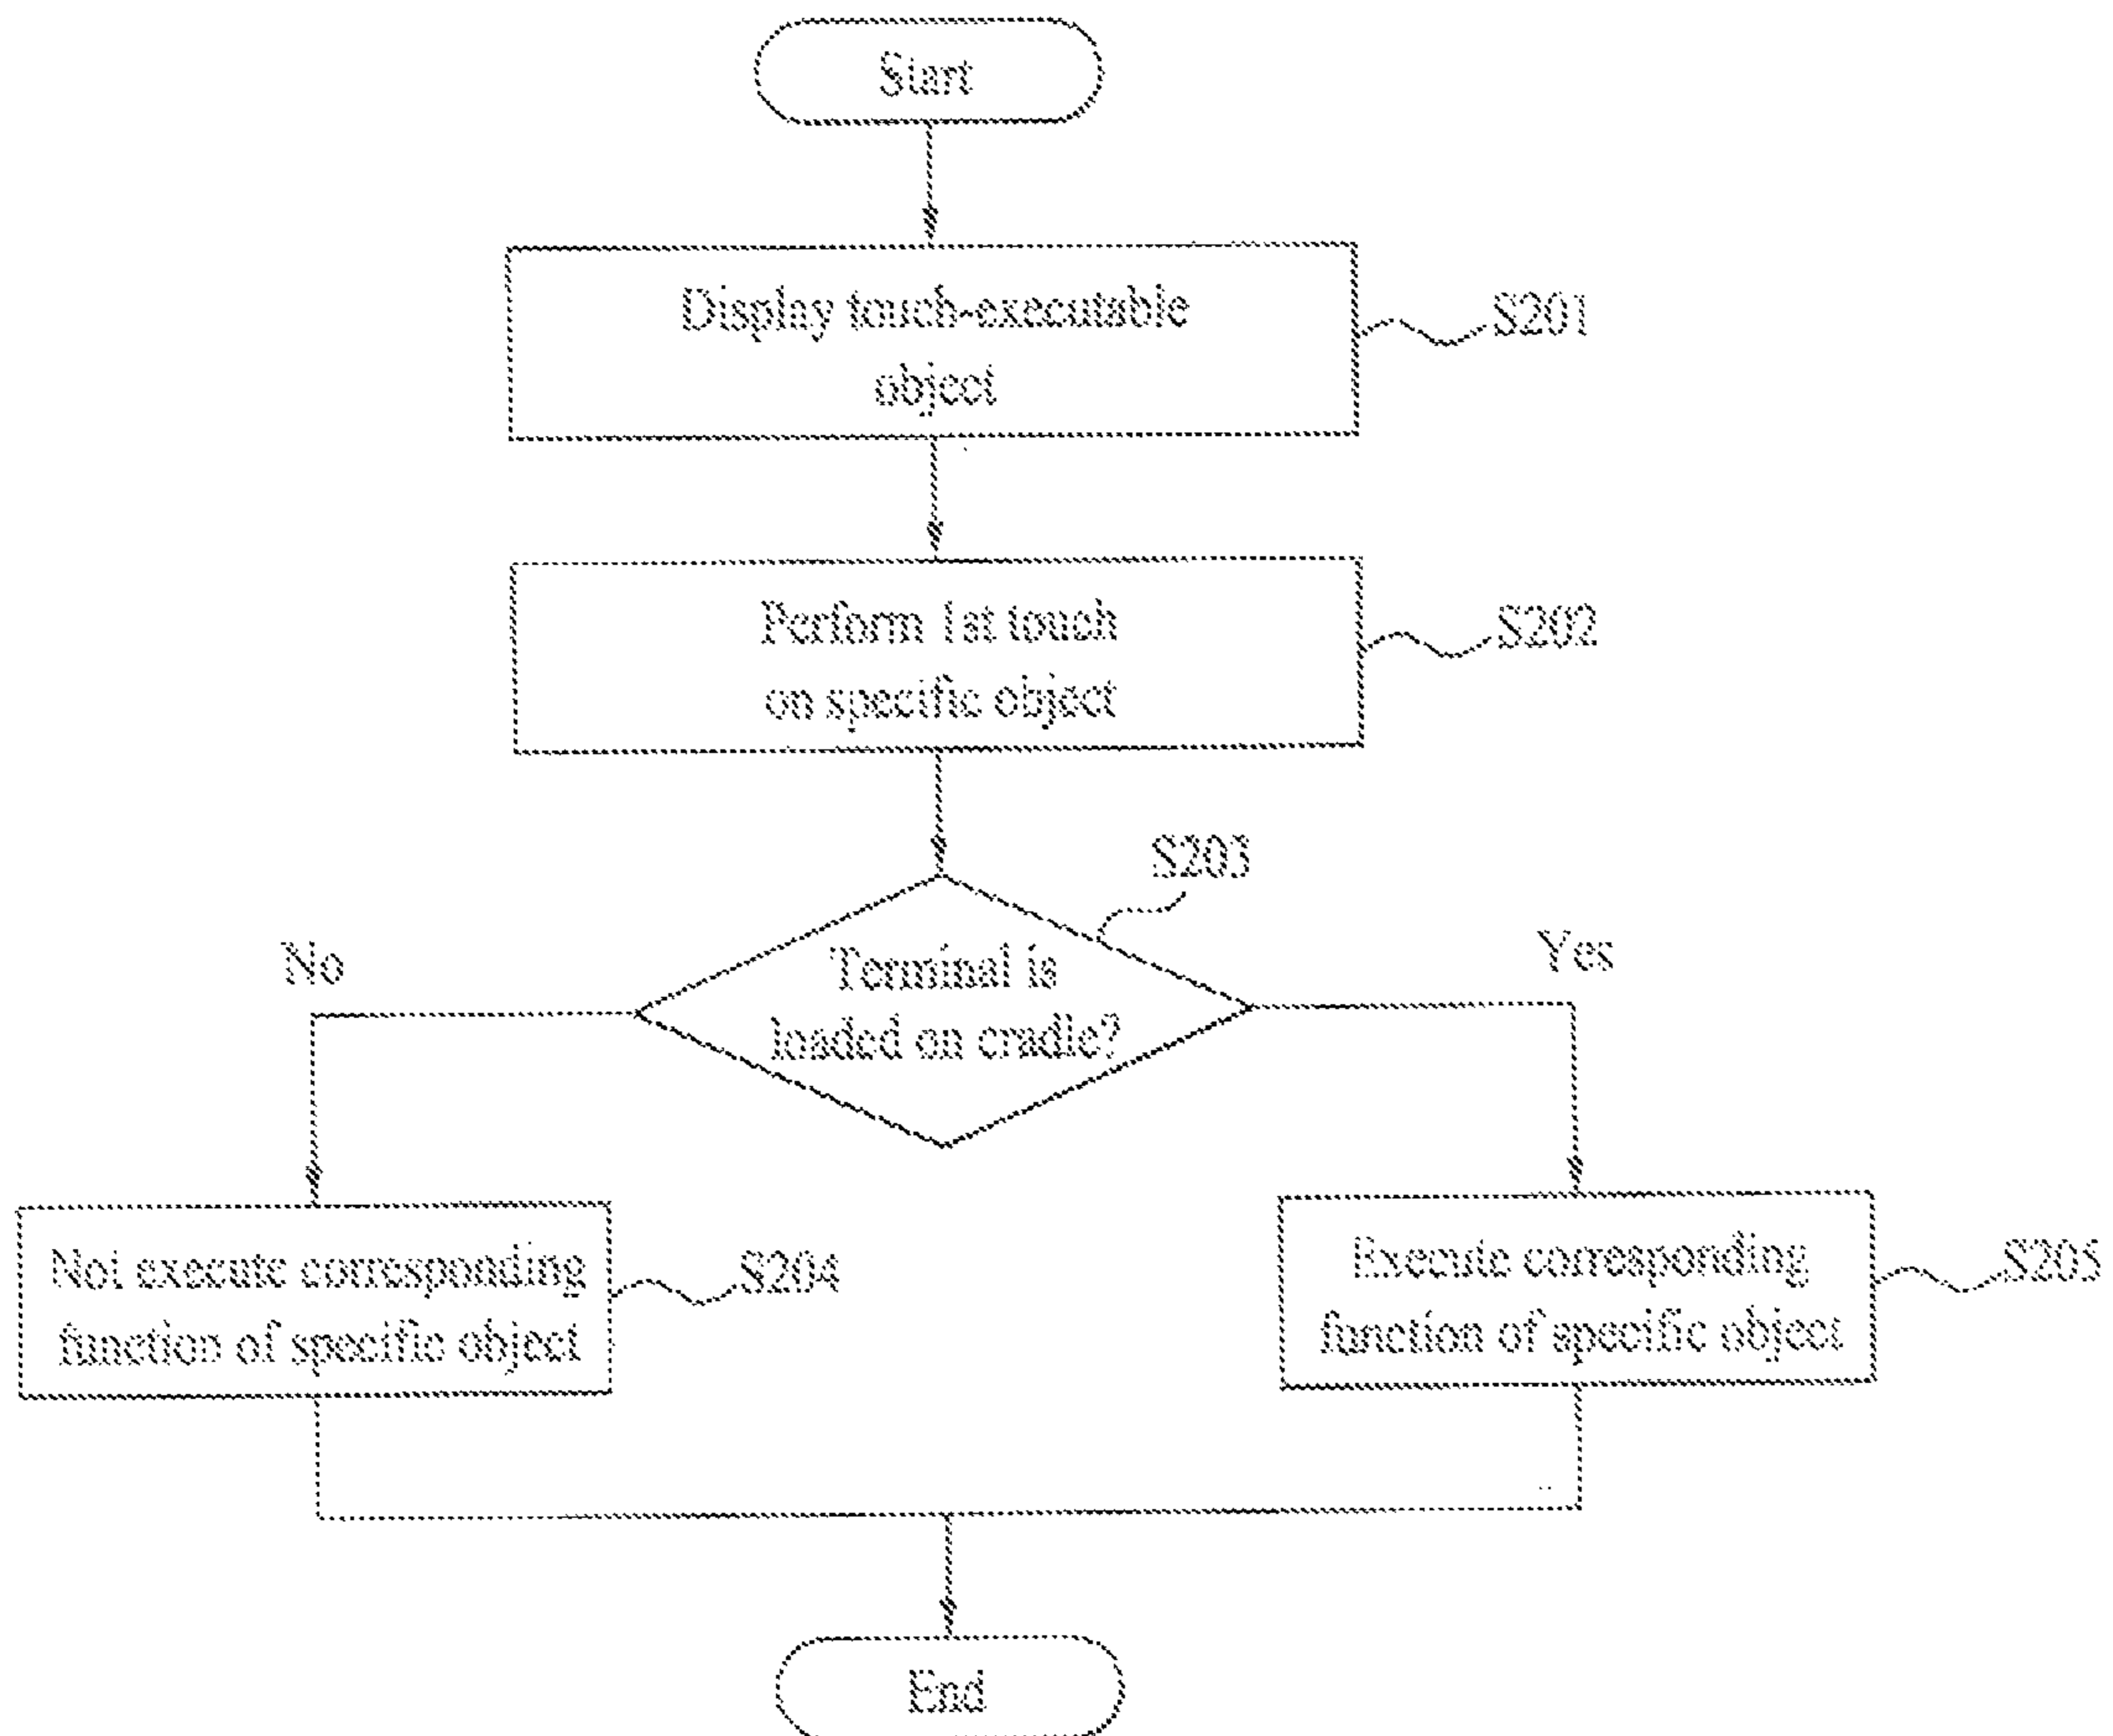 Start
Display touch-executable
object
S201
Perform 1st touch
on specific object
S202
S203
No
Yes
Terminal is
loaded on cradle?
Not execute corresponding
function of specific object
S204
Execute corresponding
function of specific object
S205
End